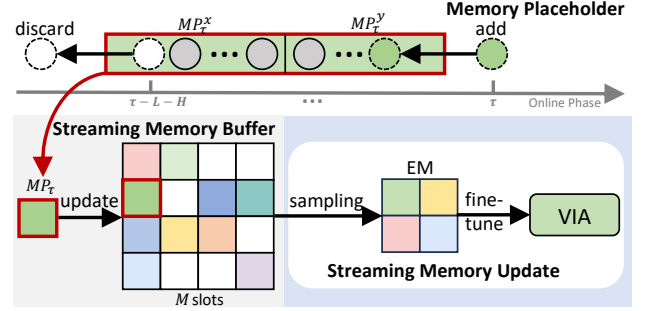 Memory Placeholder
discard
MP_τ^x
MP_τ^y
add
τ − L − H
...
τ
Online Phase
Streaming Memory Buffer
MP_τ
update
M slots
sampling
EM
fine-
tune
VIA
Streaming Memory Update